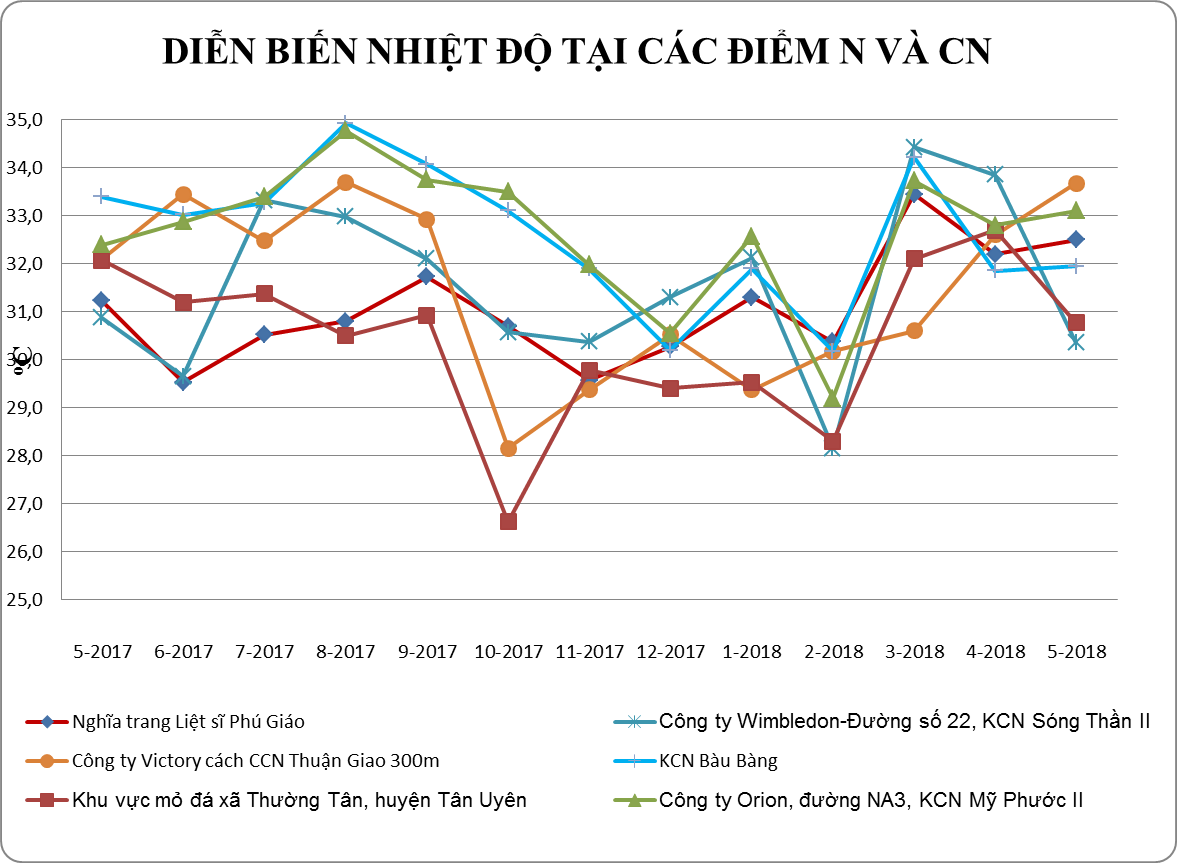 DIỄN BIẾN NHIỆT ĐỘ TẠI CÁC ĐIỂM N VÀ CN
35,0
34,0
33,0
32,0
31,0
30,0
29,0
28,0
27,0
26,0
25,0
5-2017 6-2017 7-2017 8-2017 9-2017 10-2017 11-2017 12-2017 1-2018 2-2018 3-2018 4-2018 5-2018
Nghĩa trang Liệt sĩ Phú Giáo
Công ty Wimbledon-Đường số 22, KCN Sóng Thần II
Công ty Victory cách CCN Thuận Giao 300m
KCN Bàu Bàng
Khu vực mỏ đá xã Thường Tân, huyện Tân Uyên
Công ty Orion, đường NA3, KCN Mỹ Phước II